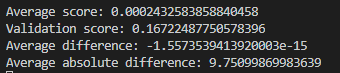 Average score: 0.0002432583858840458
Validation score: 0.16722487750578396
Average difference: -1.5573539413920003e-15
Average absolute difference: 9.75099869983639